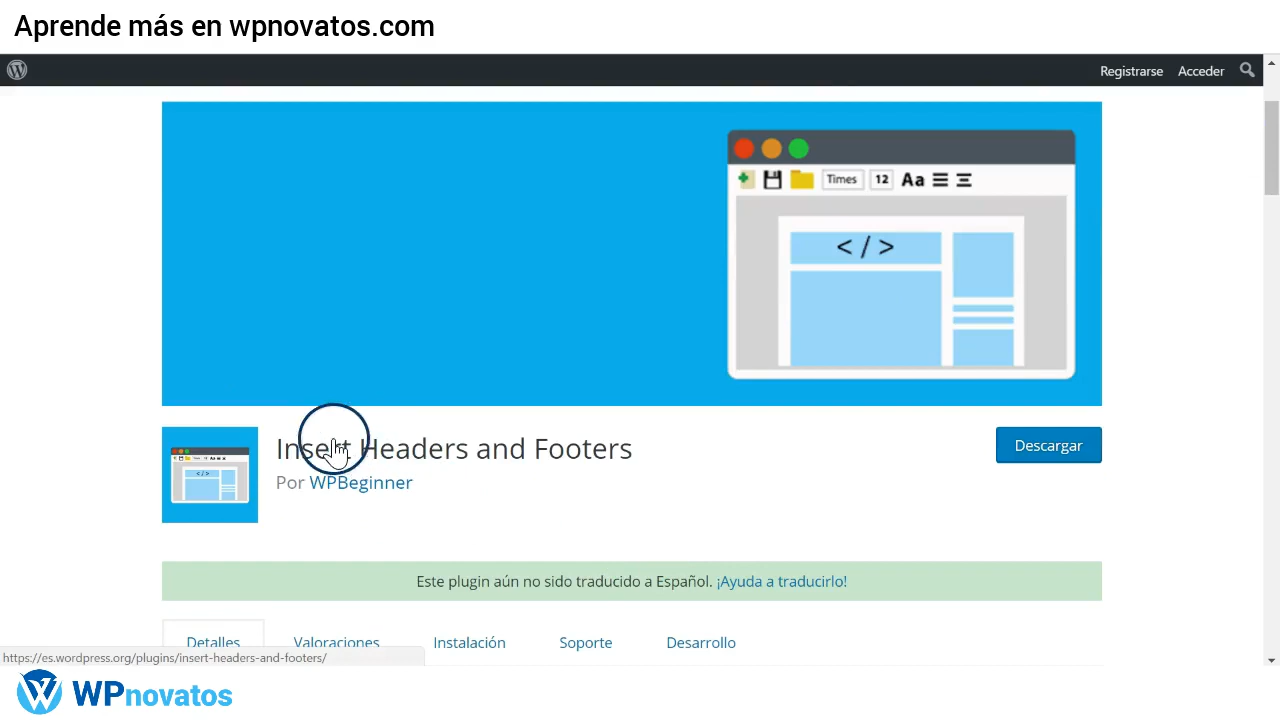 Aprende más en wpnovatos.com
Registrarse Acceder
Times 12 Aa
</>
Insert Headers and Footers
Descargar
Por WPBeginner
</>
Este plugin aún no sido traducido a Español. ¡Ayuda a traducirlo!
Detalles Valoraciones Instalación Soporte Desarrollo
https://es.wordpress.org/plugins/insert-headers-and-footers/
WPnovatos